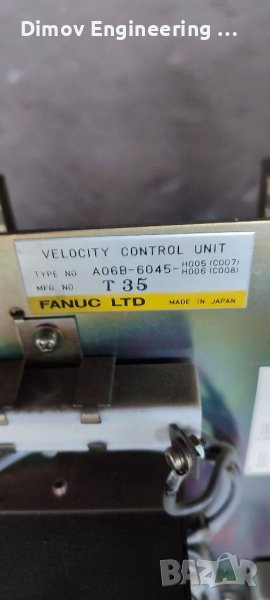 Dimov Engineering ...
VELOCITY CONTROL UNIT
TYPE NO. A06B-6045- H005 (C007)
H006 (C008)
MFG NO. T35
FANUC LTD MADE IN JAPAN
BAZAR